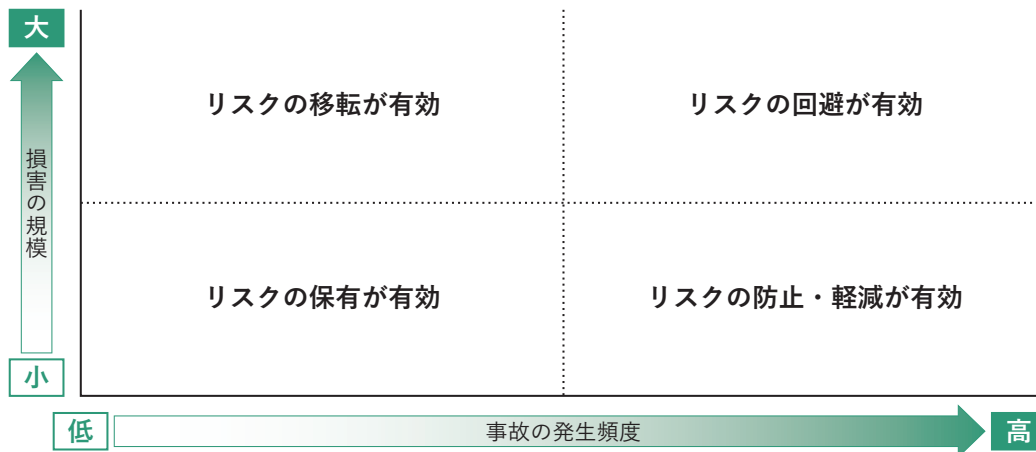 大
リスクの移転が有効
リスクの回避が有効
損害の規模
リスクの保有が有効
リスクの防止・軽減が有効
小
低
事故の発生頻度
高